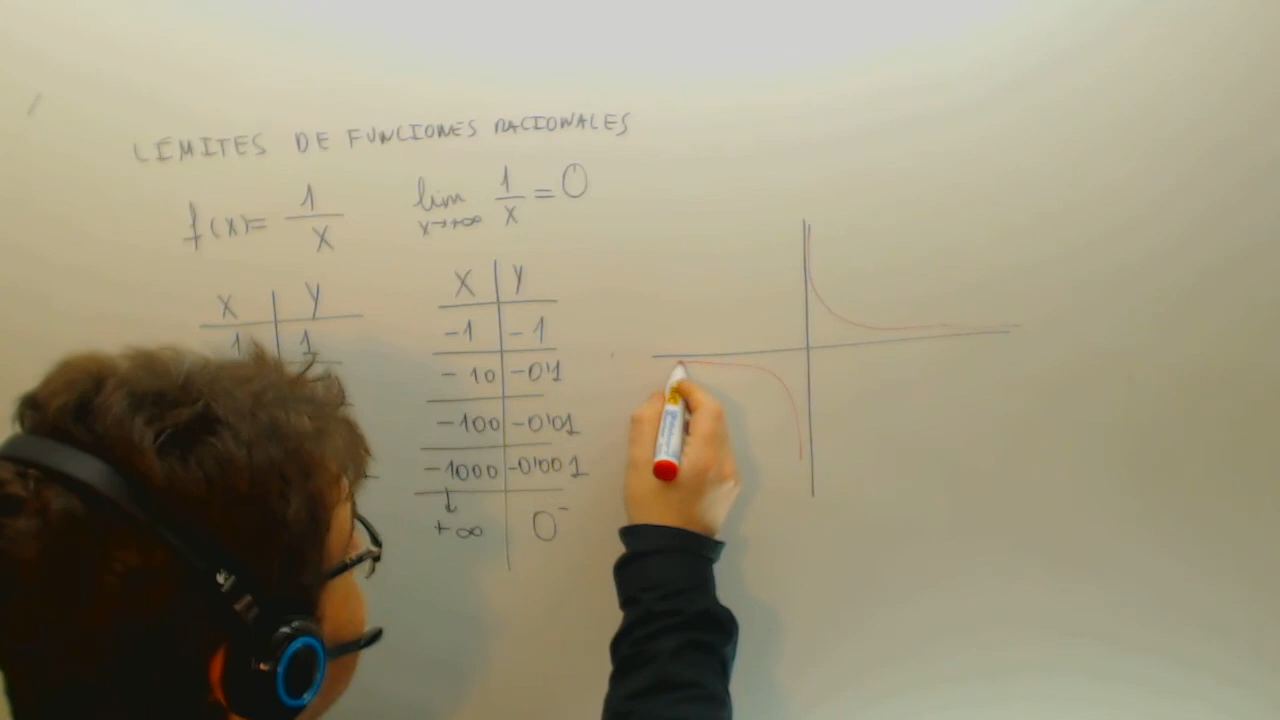 LÍMITES DE FUNCIONES RACIONALES
f(x)= 1/x lim x→+∞ 1/x = 0
X Y
1 1
X Y
-1 -1
-10 -0'1
-100 -0'01
-1000 -0'001
↓
+∞ 0⁻